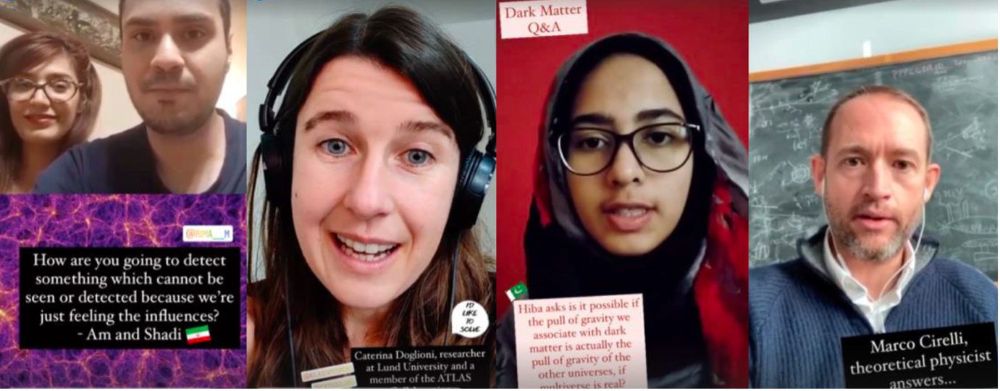 @RIMA__M
How are you going to detect
something which cannot be
seen or detected because we're
just feeling the influences?
- Am and Shadi
I'D
LIKE
TO
SOLVE
Caterina Doglioni, researcher
at Lund University and a
member of the ATLAS
Dark Matter
Q&A
Hiba asks is it possible if
the pull of gravity we
associate with dark
matter is actually the
pull of gravity of the
other universes, if
multiverse is real?
Marco Cirelli,
theoretical physicist
answers...